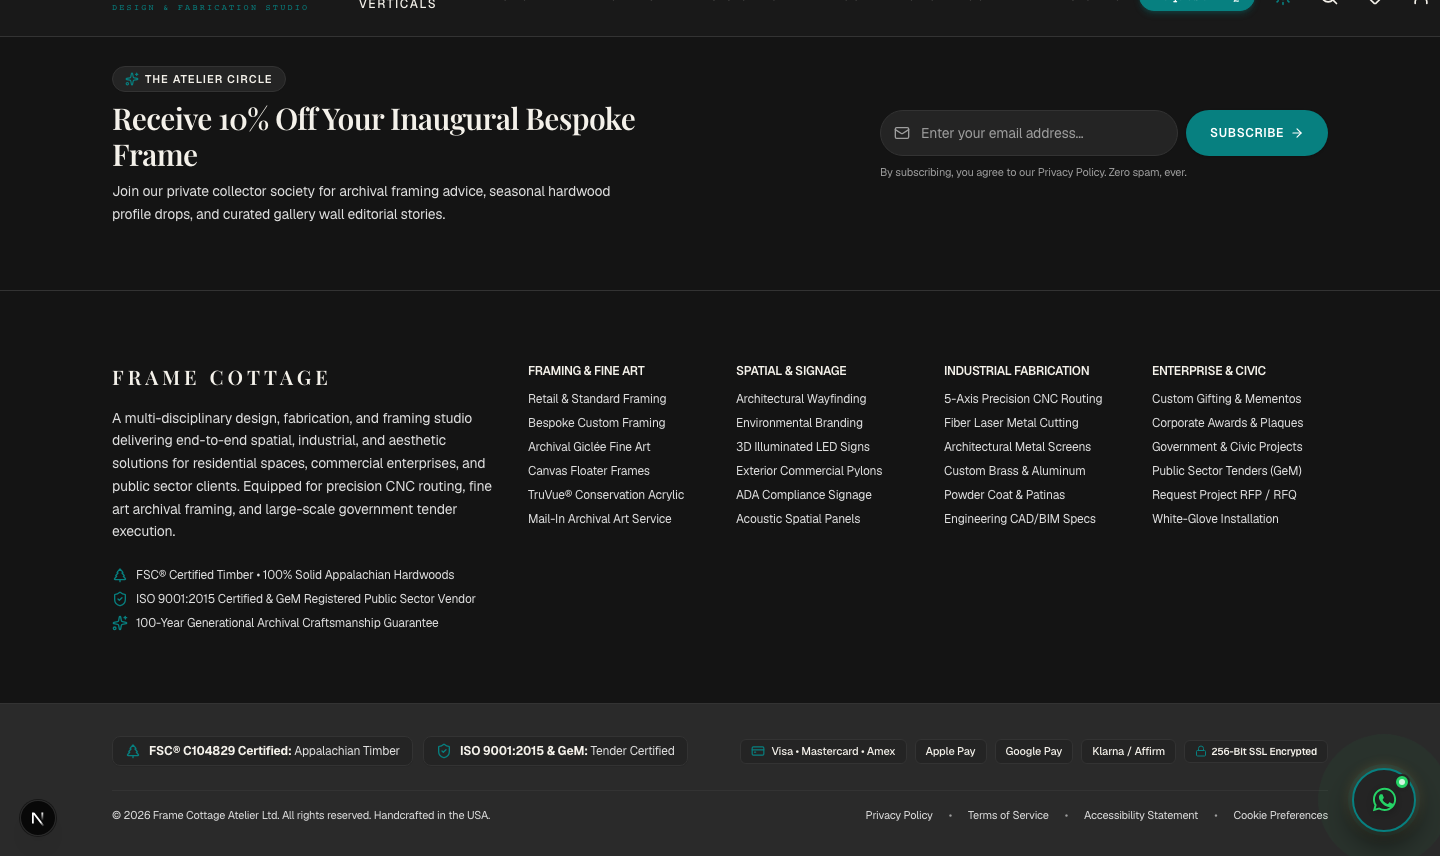 DESIGN & FABRICATION STUDIO
VERTICALS
THE ATELIER CIRCLE
Receive 10% Off Your Inaugural Bespoke
Frame
Join our private collector society for archival framing advice, seasonal hardwood
profile drops, and curated gallery wall editorial stories.
Enter your email address...
SUBSCRIBE
By subscribing, you agree to our Privacy Policy. Zero spam, ever.
FRAME COTTAGE
A multi-disciplinary design, fabrication, and framing studio
delivering end-to-end spatial, industrial, and aesthetic
solutions for residential spaces, commercial enterprises, and
public sector clients. Equipped for precision CNC routing, fine
art archival framing, and large-scale government tender
execution.
FSC® Certified Timber • 100% Solid Appalachian Hardwoods
ISO 9001:2015 Certified & GeM Registered Public Sector Vendor
100-Year Generational Archival Craftsmanship Guarantee
FRAMING & FINE ART
Retail & Standard Framing
Bespoke Custom Framing
Archival Giclée Fine Art
Canvas Floater Frames
TruVue® Conservation Acrylic
Mail-In Archival Art Service
SPATIAL & SIGNAGE
Architectural Wayfinding
Environmental Branding
3D Illuminated LED Signs
Exterior Commercial Pylons
ADA Compliance Signage
Acoustic Spatial Panels
INDUSTRIAL FABRICATION
5-Axis Precision CNC Routing
Fiber Laser Metal Cutting
Architectural Metal Screens
Custom Brass & Aluminum
Powder Coat & Patinas
Engineering CAD/BIM Specs
ENTERPRISE & CIVIC
Custom Gifting & Mementos
Corporate Awards & Plaques
Government & Civic Projects
Public Sector Tenders (GeM)
Request Project RFP / RFQ
White-Glove Installation
FSC® C104829 Certified: Appalachian Timber
ISO 9001:2015 & GeM: Tender Certified
Visa • Mastercard • Amex
Apple Pay
Google Pay
Klarna / Affirm
256-Bit SSL Encrypted
N
© 2026 Frame Cottage Atelier Ltd. All rights reserved. Handcrafted in the USA.
Privacy Policy • Terms of Service • Accessibility Statement • Cookie Preferences